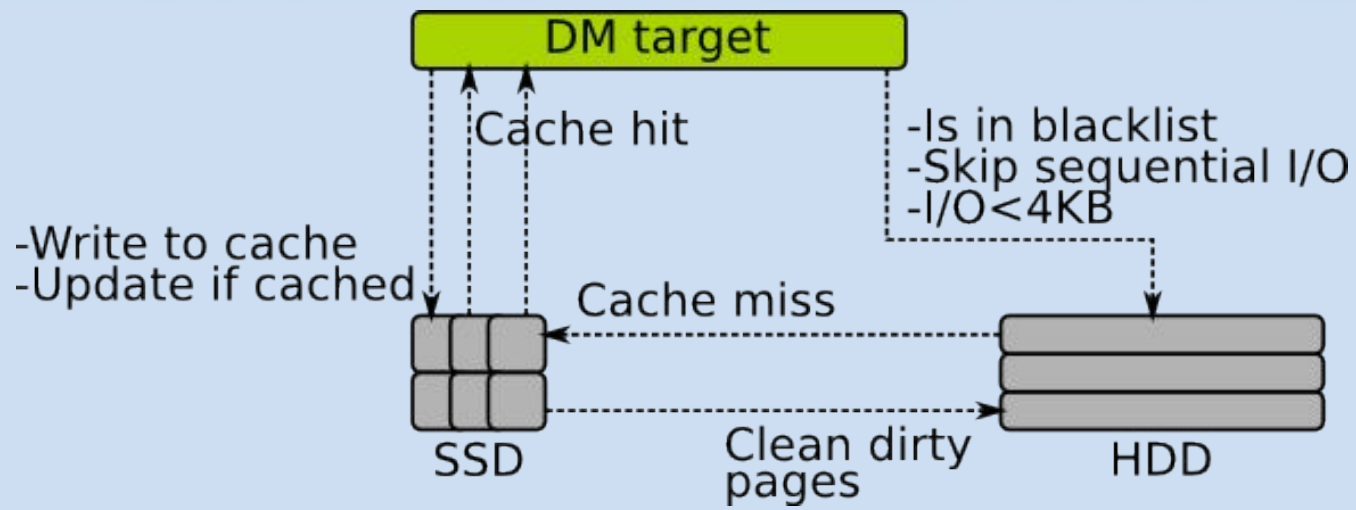 DM target
Cache hit
-Is in blacklist
-Skip sequential I/O
-I/O<4KB
-Write to cache
-Update if cached
Cache miss
Clean dirty
pages
SSD
HDD